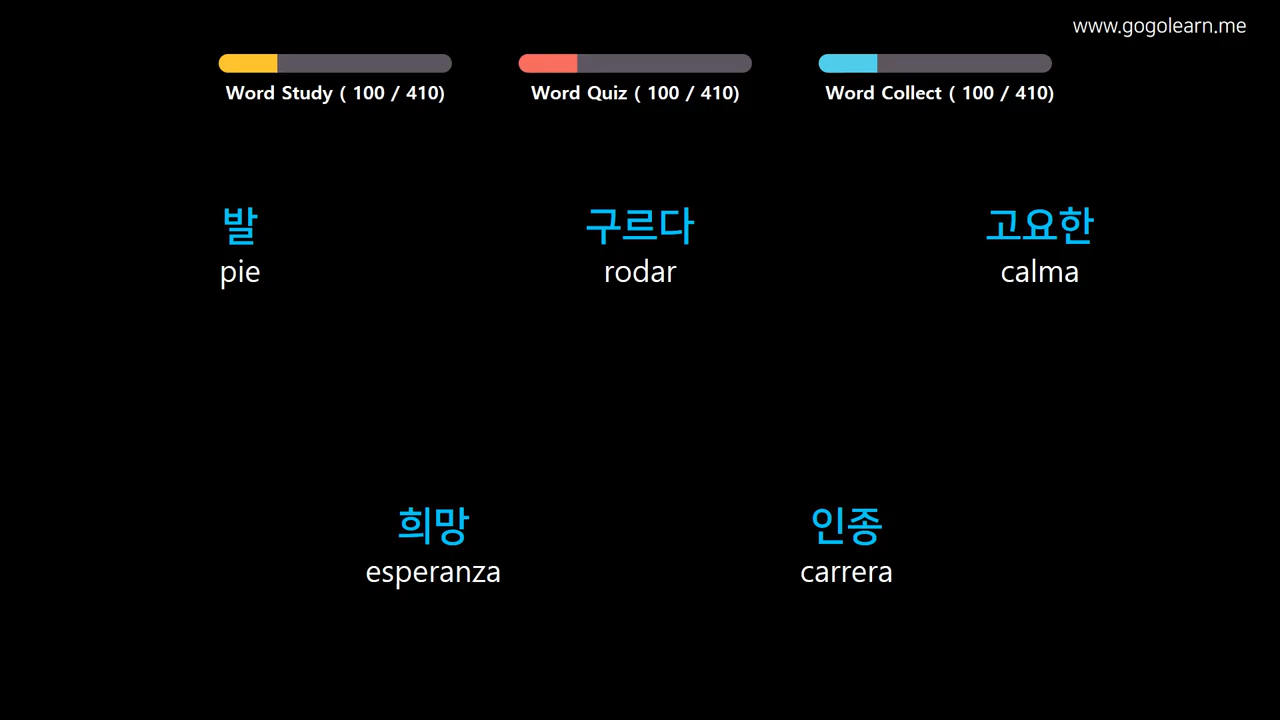 www.gogolearn.me
Word Study ( 100 / 410)
Word Quiz ( 100 / 410)
Word Collect ( 100 / 410)
발
pie
구르다
rodar
고요한
calma
희망
esperanza
인종
carrera